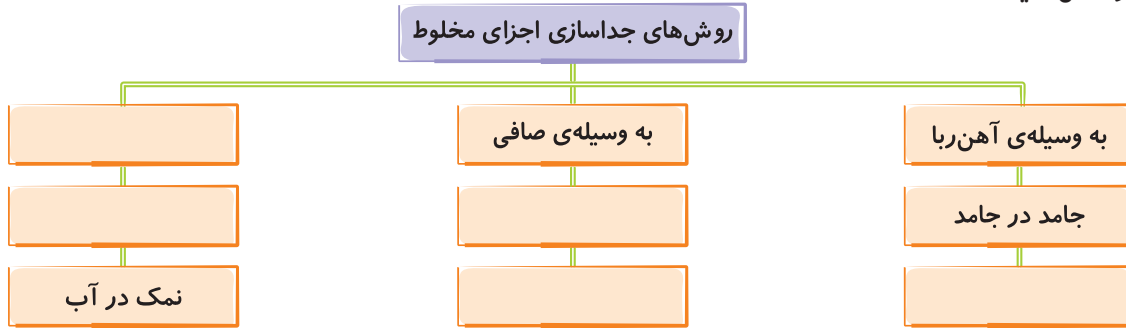 روش‌های جداسازی اجزای مخلوط
به وسیله‌ی آهن‌ربا
به وسیله‌ی صافی
جامد در جامد
نمک در آب